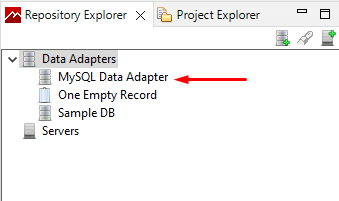 Repository Explorer Project Explorer
Data Adapters
MySQL Data Adapter
One Empty Record
Sample DB
Servers